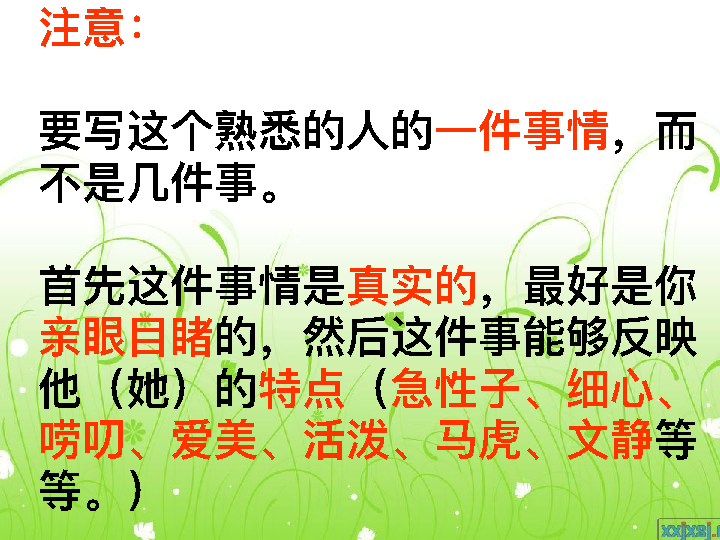 注意：
要写这个熟悉的人的一件事情，而
不是几件事。
首先这件事情是真实的，最好是你
亲眼目睹的，然后这件事能够反映
他（她）的特点（急性子、细心、
唠叨、爱美、活泼、马虎、文静等
等。）